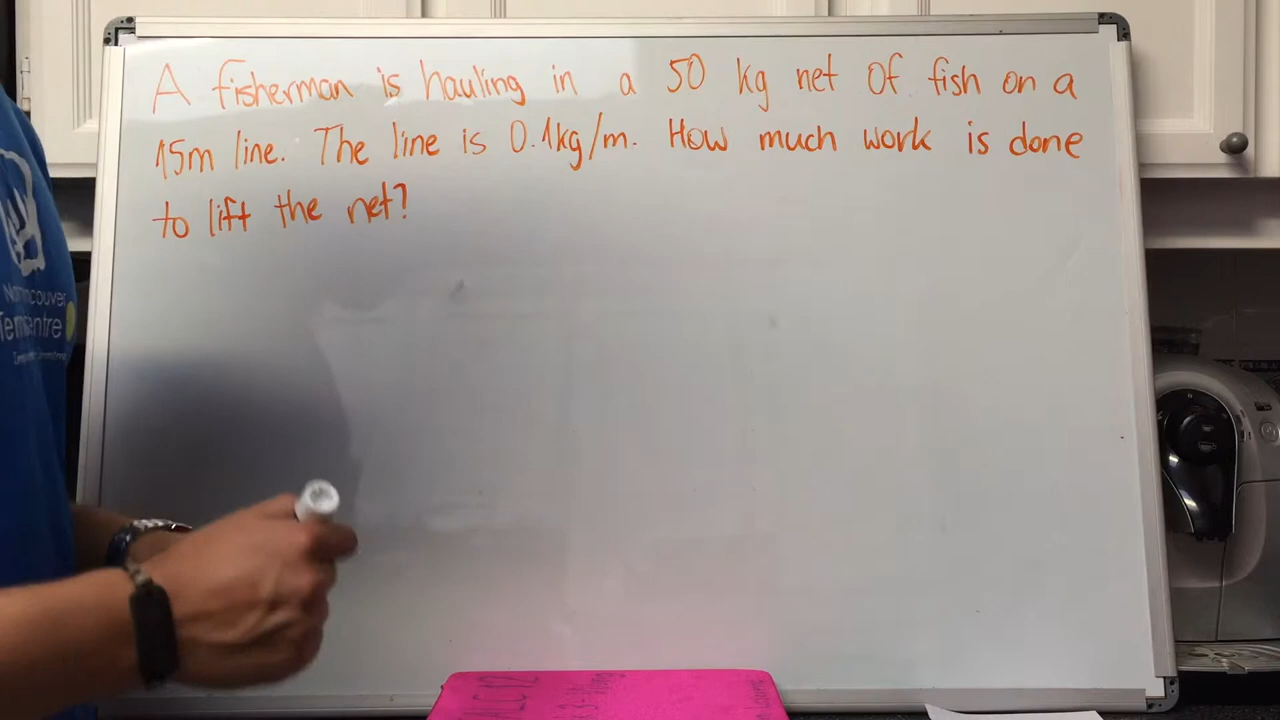 A fisherman is hauling in a 50 kg net of fish on a
15m line. The line is 0.1kg/m. How much work is done
to lift the net?